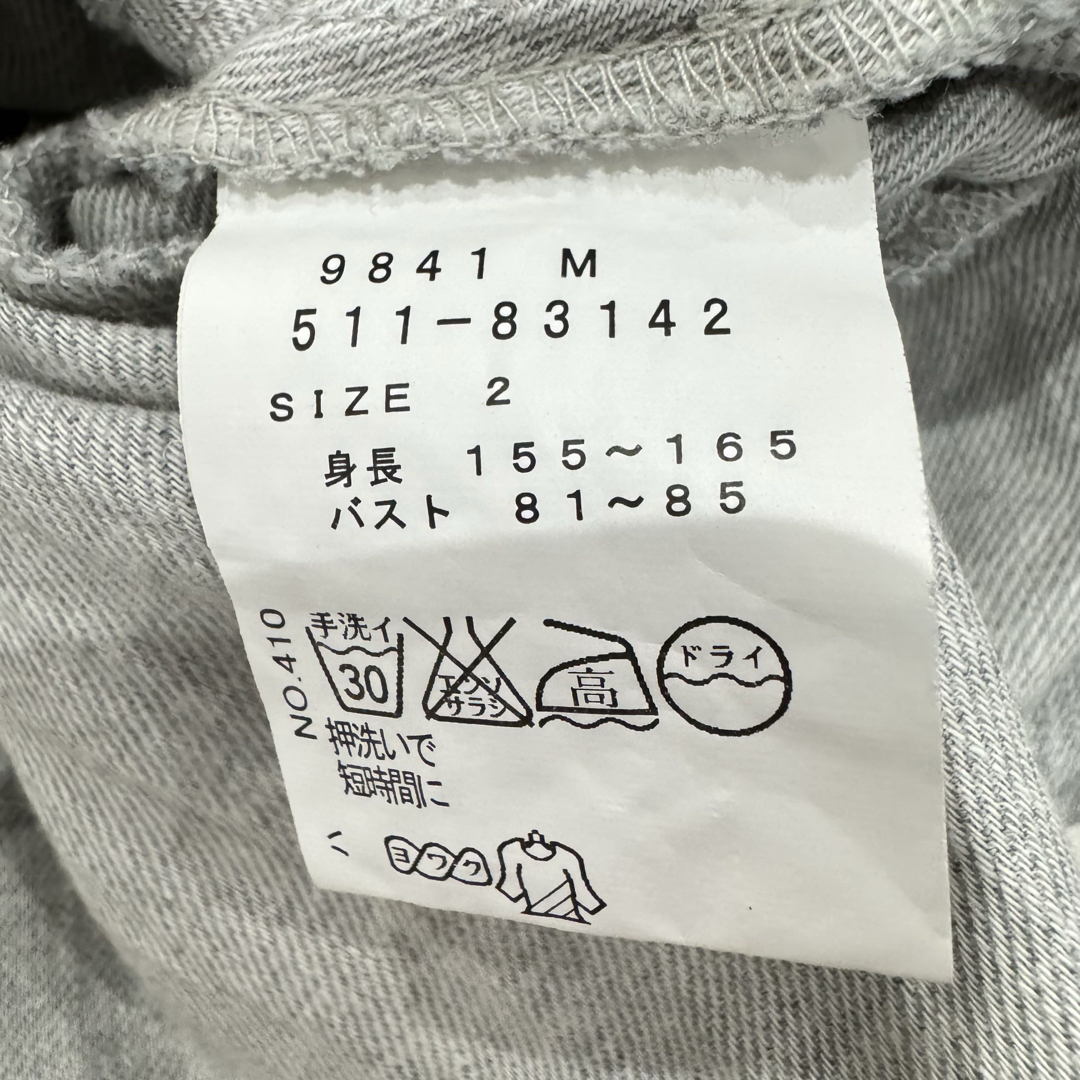 9841 M
511-83142
SIZE 2
身長 155～165
バスト 81～85
NO.410
手洗イ
30
エンソ
サラシ
高
ドライ
押洗いで
短時間に
ヨワク